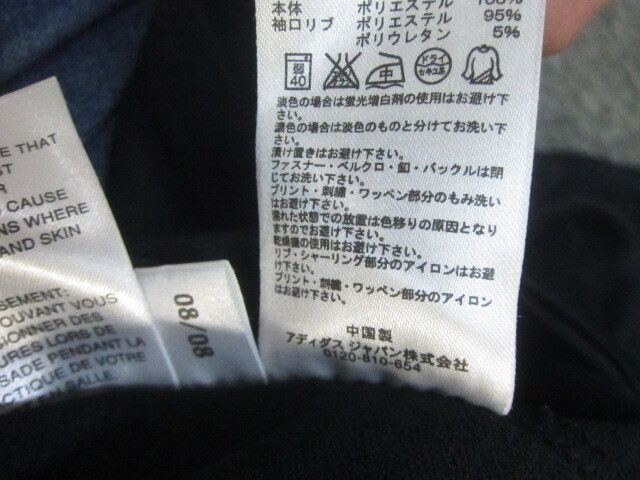 本体 ポリエステル 100%
袖口リブ ポリエステル 95%
ポリウレタン 5%
弱
40
ドライ
セキユ系
淡色の場合は蛍光増白剤の使用はお避け下
さい。
濃色の場合は淡色のものと分けてお洗い下
さい。
漬け置きはお避け下さい。
ファスナー・ベルクロ・釦・バックルは閉
じてお洗い下さい。
プリント・刺繍・ワッペン部分のもみ洗い
はお避け下さい。
濡れた状態での放置は色移りの原因となり
ますのでお避け下さい。
乾燥機の使用はお避け下さい。
リブ・シャーリング部分のアイロンはお避
け下さい。
プリント・刺繍・ワッペン部分のアイロン
はお避け下さい。
中国製
アディダス ジャパン株式会社
0120-810-654
E THAT
CAUSE
NS WHERE
AND SKIN
SEMENT:
OUVANT VOUS
SIONNER DES
URES LORS DE
SADE PENDANT LA
ECTIQUE DE VOTRE
EN SALLE.
08/08